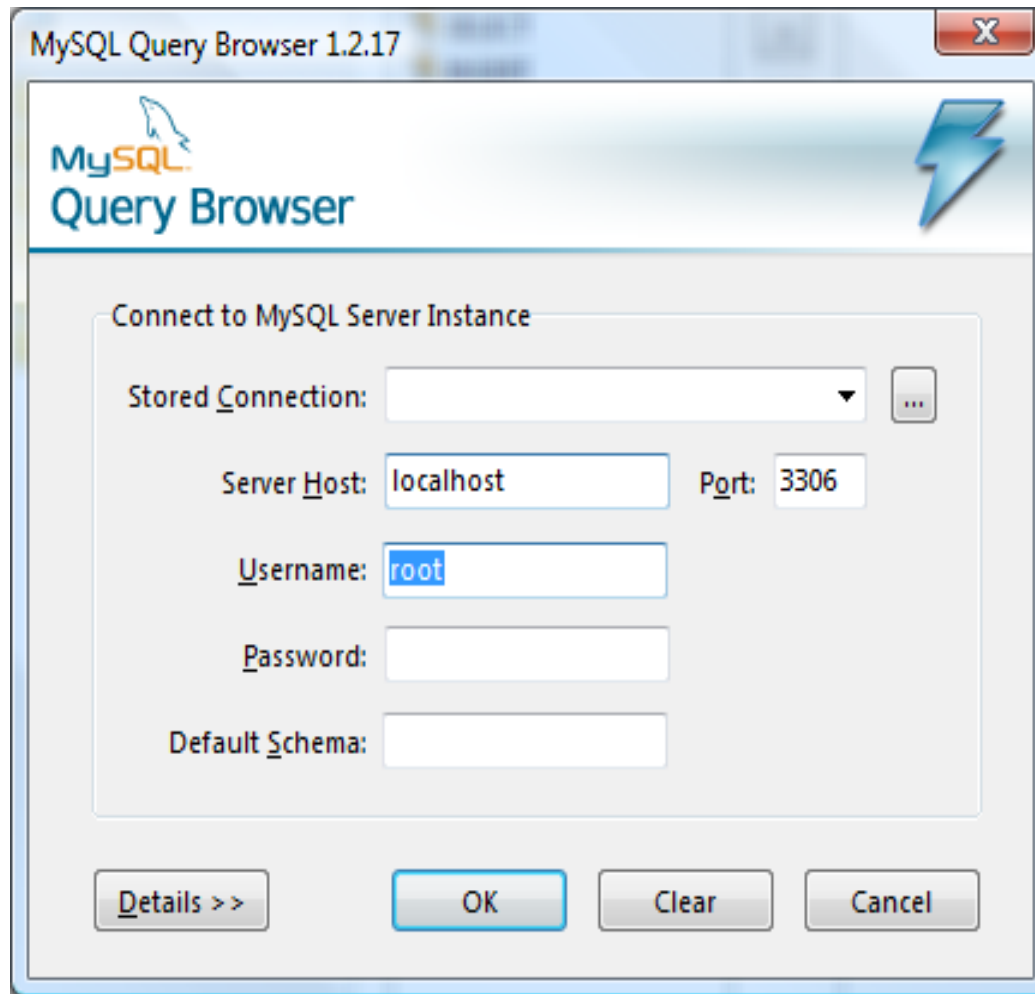 MySQL Query Browser 1.2.17
X
MySQL
Query Browser
Connect to MySQL Server Instance
Stored Connection:
...
Server Host: localhost Port: 3306
Username: root
Password:
Default Schema:
Details >> OK Clear Cancel